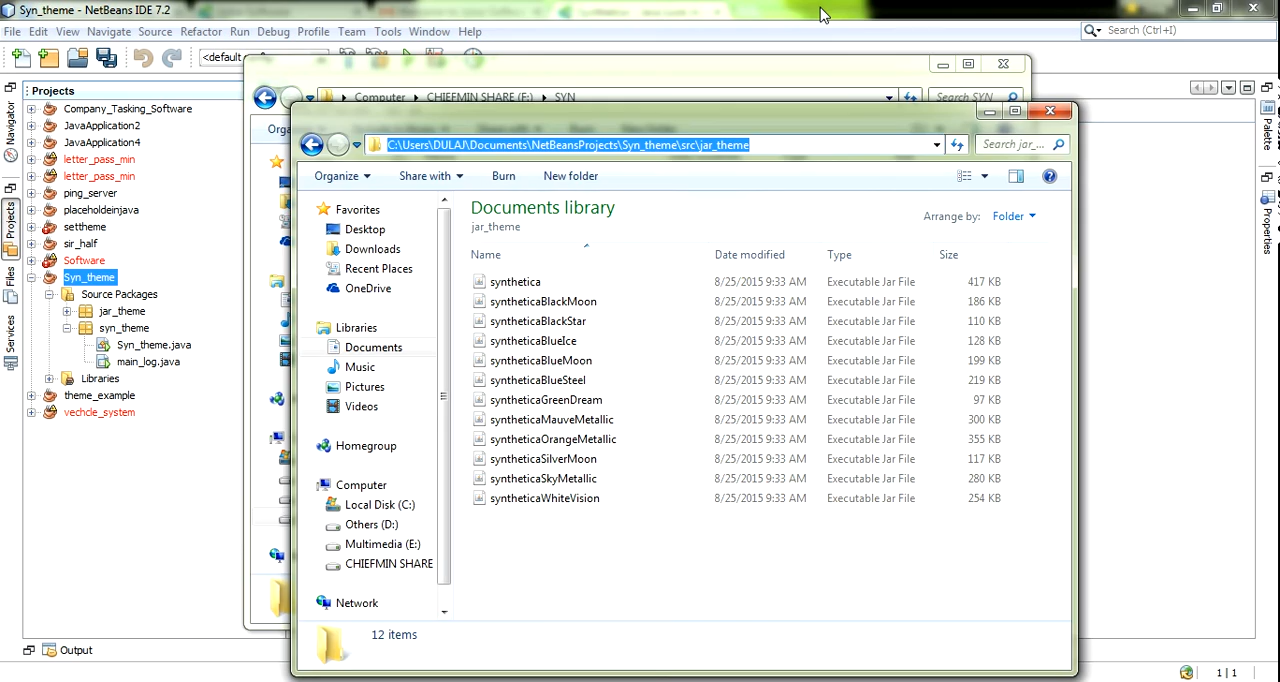 Syn_theme - NetBeans IDE 7.2
File Edit View Navigate Source Refactor Run Debug Profile Team Tools Window Help
Search (Ctrl+I)
<default
Projects
Company_Tasking_Software
JavaApplication2
JavaApplication4
letter_pass_min
letter_pass_min
ping_server
placeholdeinjava
settheme
sir_half
Software
Syn_theme
Source Packages
jar_theme
syn_theme
Syn_theme.java
main_log.java
Libraries
theme_example
vechcle_system
Navigator
Projects
Files
Services
Palette
Properties
Output
1 | 1
Computer CHIEFMIN SHARE (F:) SYN
Search SYN
C:\Users\DULAJ\Documents\NetBeansProjects\Syn_theme\src\jar_theme
Search jar_...
Organize Share with Burn New folder
Favorites
Desktop
Downloads
Recent Places
OneDrive
Libraries
Documents
Music
Pictures
Videos
Homegroup
Computer
Local Disk (C:)
Others (D:)
Multimedia (E:)
CHIEFMIN SHARE
Network
Documents library
jar_theme
Arrange by: Folder
Name Date modified Type Size
synthetica 8/25/2015 9:33 AM Executable Jar File 417 KB
syntheticaBlackMoon 8/25/2015 9:33 AM Executable Jar File 186 KB
syntheticaBlackStar 8/25/2015 9:33 AM Executable Jar File 110 KB
syntheticaBlueIce 8/25/2015 9:33 AM Executable Jar File 128 KB
syntheticaBlueMoon 8/25/2015 9:33 AM Executable Jar File 199 KB
syntheticaBlueSteel 8/25/2015 9:33 AM Executable Jar File 219 KB
syntheticaGreenDream 8/25/2015 9:33 AM Executable Jar File 97 KB
syntheticaMauveMetallic 8/25/2015 9:33 AM Executable Jar File 300 KB
syntheticaOrangeMetallic 8/25/2015 9:33 AM Executable Jar File 355 KB
syntheticaSilverMoon 8/25/2015 9:33 AM Executable Jar File 117 KB
syntheticaSkyMetallic 8/25/2015 9:33 AM Executable Jar File 280 KB
syntheticaWhiteVision 8/25/2015 9:33 AM Executable Jar File 254 KB
12 items